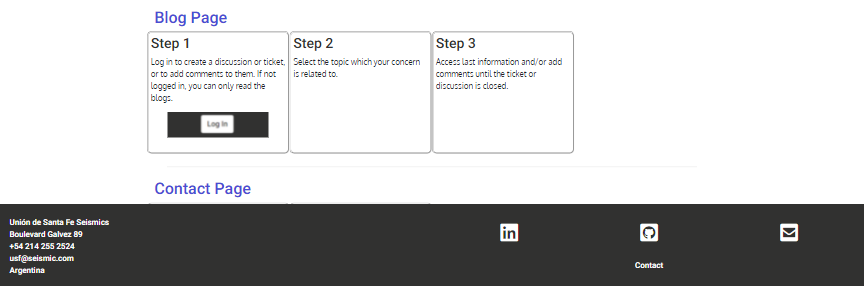 Blog Page
Step 1
Log in to create a discussion or ticket,
or to add comments to them. If not
logged in, you can only read the
blogs.
Log In
Step 2
Select the topic which your concern
is related to.
Step 3
Access last information and/or add
comments until the ticket or
discussion is closed.
Contact Page
Unión de Santa Fe Seismics
Boulevard Galvez 89
+54 214 255 2524
usf@seismic.com
Argentina
in
Contact